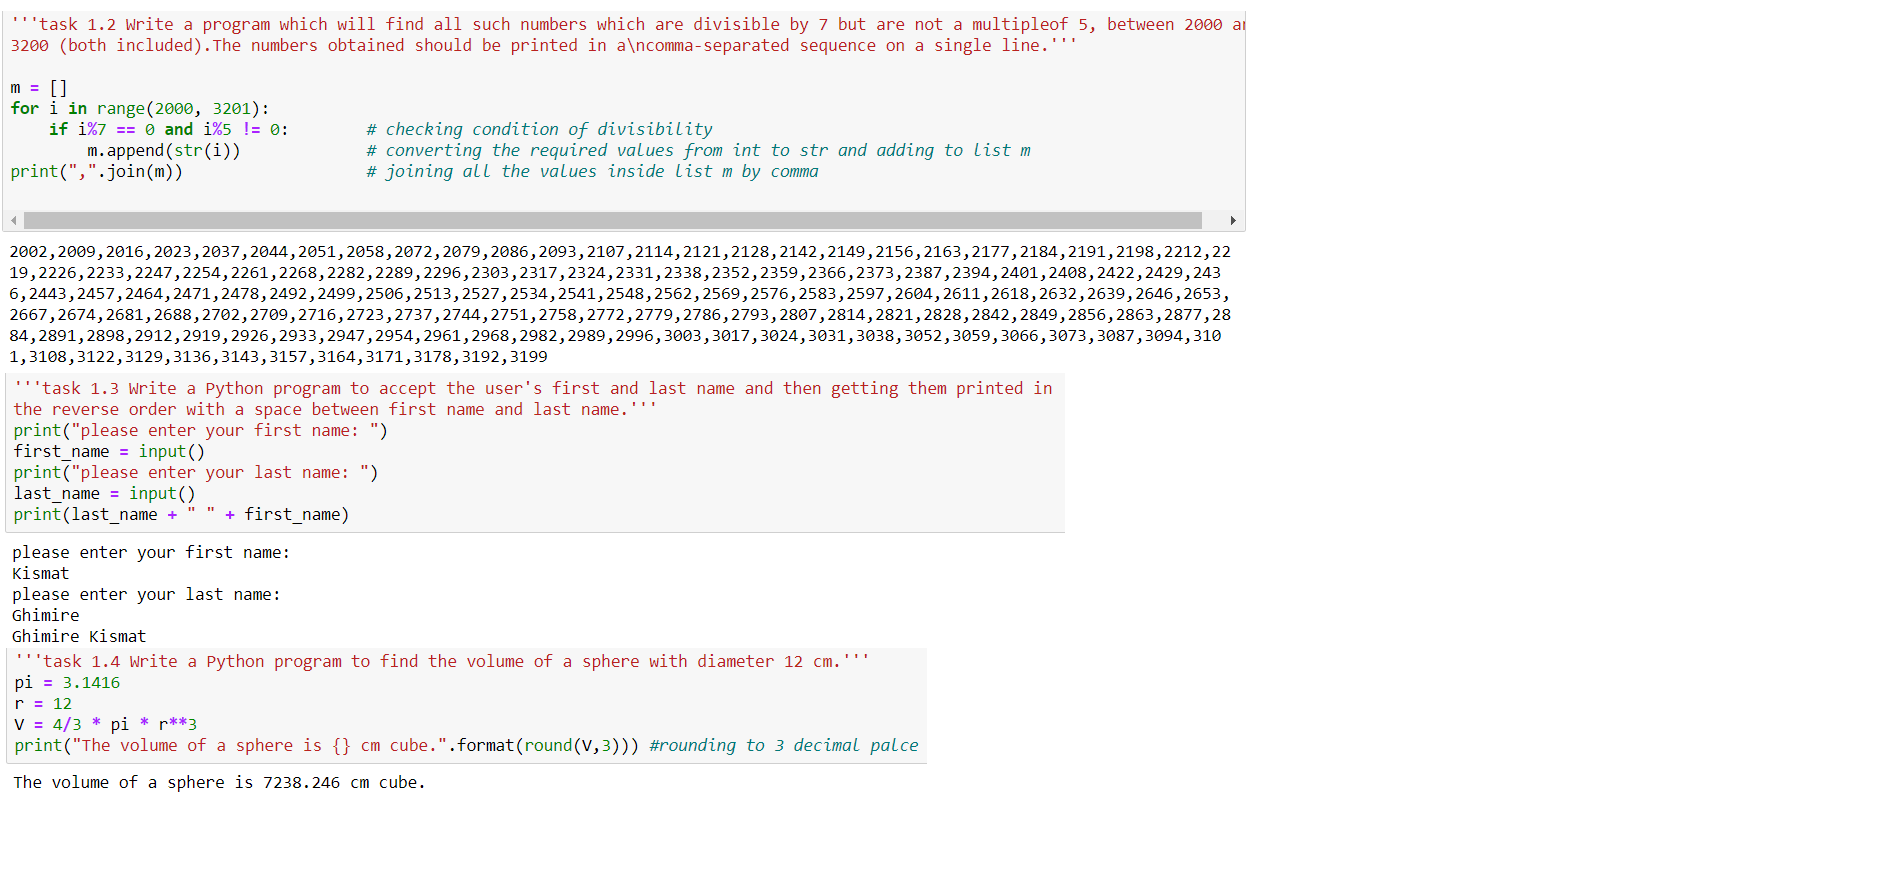 '''task 1.2 Write a program which will find all such numbers which are divisible by 7 but are not a multipleof 5, between 2000
3200 (both included).The numbers obtained should be printed in a\ncomma-separated sequence on a single line.'''
m = []
for i in range(2000, 3201):
    if i%7 == 0 and i%5 != 0:        # checking condition of divisibility
        m.append(str(i))             # converting the required values from int to str and adding to list m
print(",".join(m))                   # joining all the values inside list m by comma
2002,2009,2016,2023,2037,2044,2051,2058,2072,2079,2086,2093,2107,2114,2121,2128,2142,2149,2156,2163,2177,2184,2191,2198,2212,22
19,2226,2233,2247,2254,2261,2268,2282,2289,2296,2303,2317,2324,2331,2338,2352,2359,2366,2373,2387,2394,2401,2408,2422,2429,243
6,2443,2457,2464,2471,2478,2492,2499,2506,2513,2527,2534,2541,2548,2562,2569,2576,2583,2597,2604,2611,2618,2632,2639,2646,2653,
2667,2674,2681,2688,2702,2709,2716,2723,2737,2744,2751,2758,2772,2779,2786,2793,2807,2814,2821,2828,2842,2849,2856,2863,2877,28
84,2891,2898,2912,2919,2926,2933,2947,2954,2961,2968,2982,2989,2996,3003,3017,3024,3031,3038,3052,3059,3066,3073,3087,3094,310
1,3108,3122,3129,3136,3143,3157,3164,3171,3178,3192,3199
'''task 1.3 Write a Python program to accept the user's first and last name and then getting them printed in
the reverse order with a space between first name and last name.'''
print("please enter your first name: ")
first_name = input()
print("please enter your last name: ")
last_name = input()
print(last_name + " " + first_name)
please enter your first name:
Kismat
please enter your last name:
Ghimire
Ghimire Kismat
'''task 1.4 Write a Python program to find the volume of a sphere with diameter 12 cm.'''
pi = 3.1416
r = 12
V = 4/3 * pi * r**3
print("The volume of a sphere is {} cm cube.".format(round(V,3))) #rounding to 3 decimal palce
The volume of a sphere is 7238.246 cm cube.